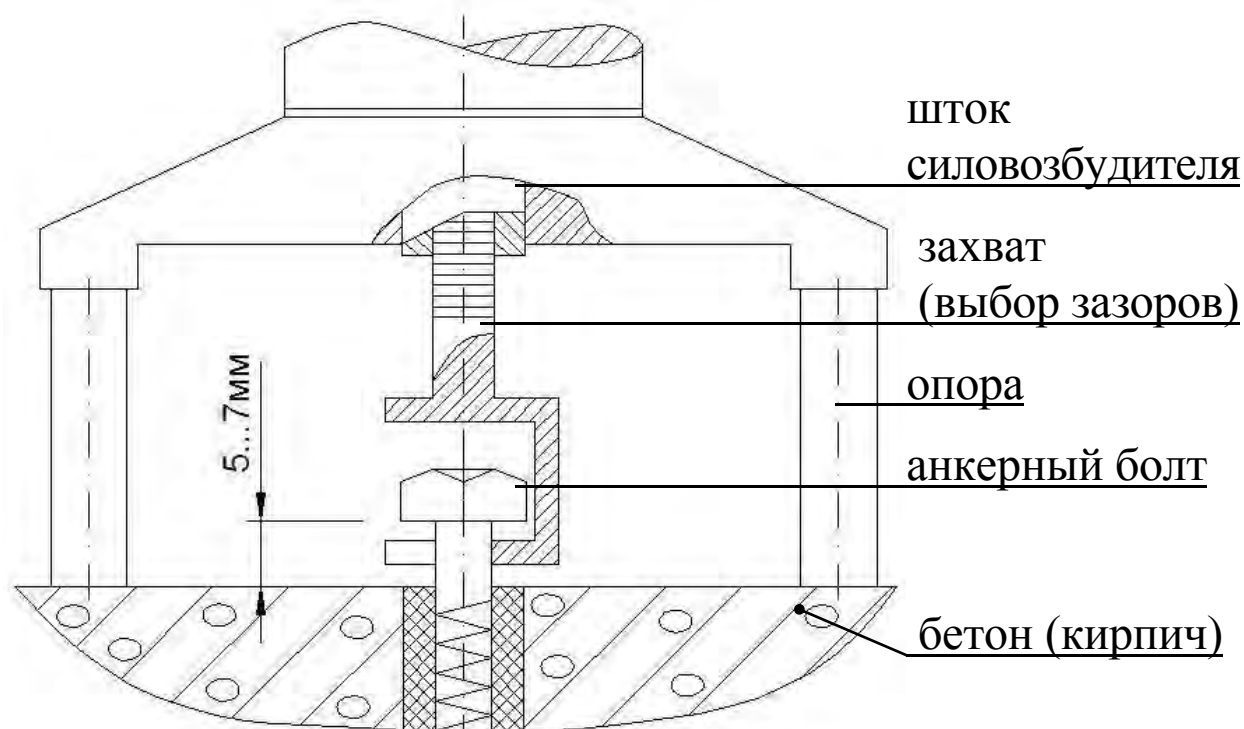 шток
силовозбудителя
захват
(выбор зазоров)
опора
5...7мм
анкерный болт
бетон (кирпич)